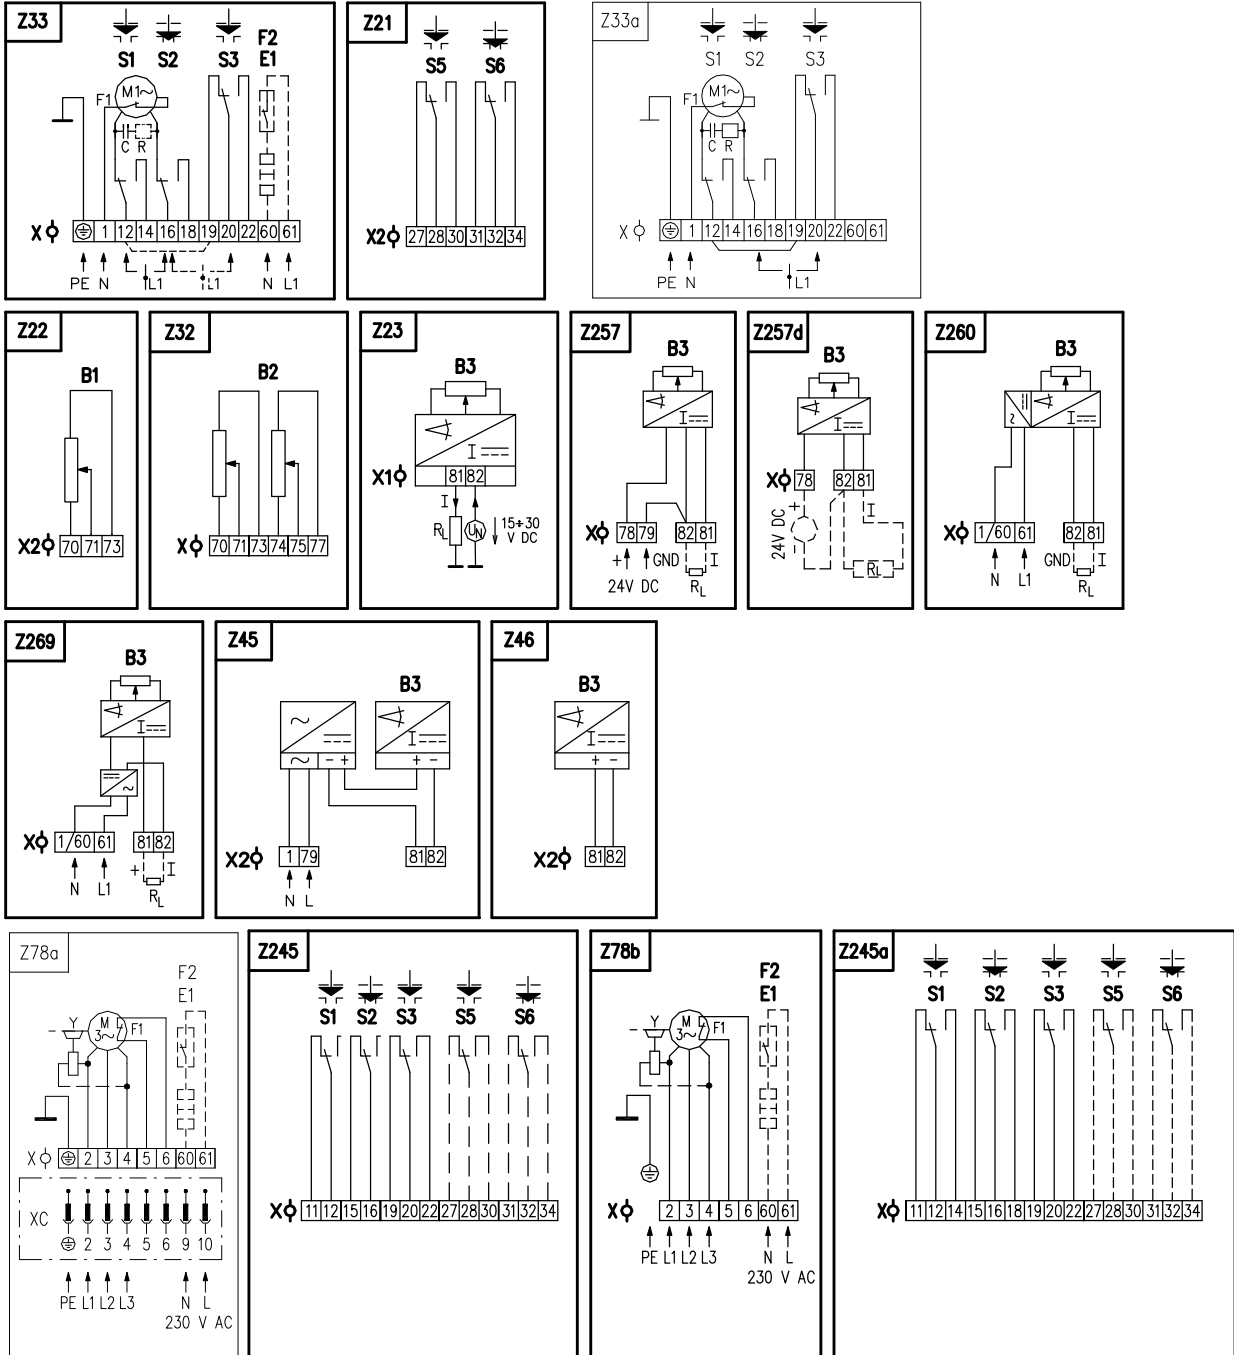 Z33
S1 S2 S3 F2
E1
F1 M1~
C R
X 1 12 14 16 18 19 20 22 60 61
PE N L1 L1 N L1
Z21
S5 S6
X2 27 28 30 31 32 34
Z33a
S1 S2 S3
F1 M1~
C R
X 1 12 14 16 18 19 20 22 60 61
PE N L1
Z22
B1
X2 70 71 73
Z32
B2
X 70 71 73 74 75 77
Z23
B3
I
X1 81 82
I
RL UN 15÷30
V DC
Z257
B3
I
X 78 79 82 81
+ GND I
24V DC RL
Z257d
B3
I
X 78 82 81
+ I
24V DC
RL
Z260
B3
~ I
X 1/60 61 82 81
N L1 GND I
RL
Z269
B3
I
~
X 1/60 61 81 82
N L1 + I
RL
Z45
B3
~ I
~ - + + -
X2 1 79 81 82
N L
Z46
B3
I
+ -
X2 81 82
Z78a
F2
E1
Y M
3~ F1
X 2 3 4 5 6 60 61
XC
2 3 4 5 6 9 10
PE L1 L2 L3 N L
230 V AC
Z245
S1 S2 S3 S5 S6
X 11 12 15 16 19 20 22 27 28 30 31 32 34
Z78b
F2
E1
Y M
3~ F1
X 2 3 4 5 6 60 61
PE L1 L2 L3 N L
230 V AC
Z245a
S1 S2 S3 S5 S6
X 11 12 14 15 16 18 19 20 22 27 28 30 31 32 34